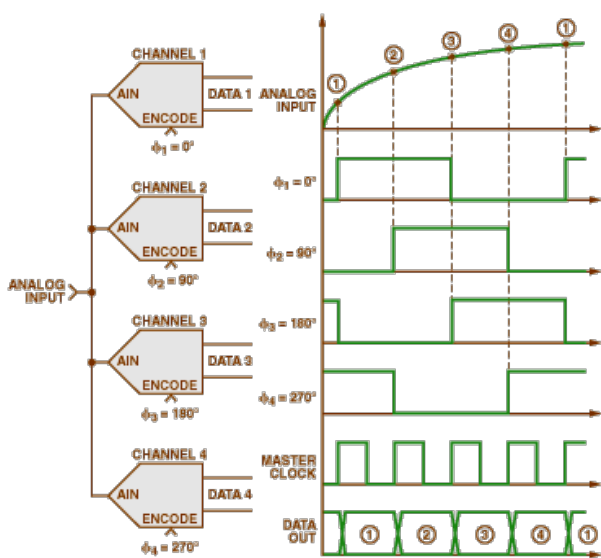 CHANNEL 1
AIN
DATA 1
ENCODE
ϕ1 = 0°
CHANNEL 2
AIN
DATA 2
ENCODE
ϕ2 = 90°
ANALOG
INPUT
CHANNEL 3
AIN
DATA 3
ENCODE
ϕ3 = 180°
CHANNEL 4
AIN
DATA 4
ENCODE
ϕ4 = 270°
ANALOG
INPUT
① ② ③ ④ ①
ϕ1 = 0°
ϕ2 = 90°
ϕ3 = 180°
ϕ4 = 270°
MASTER
CLOCK
DATA
OUT
① ② ③ ④ ①